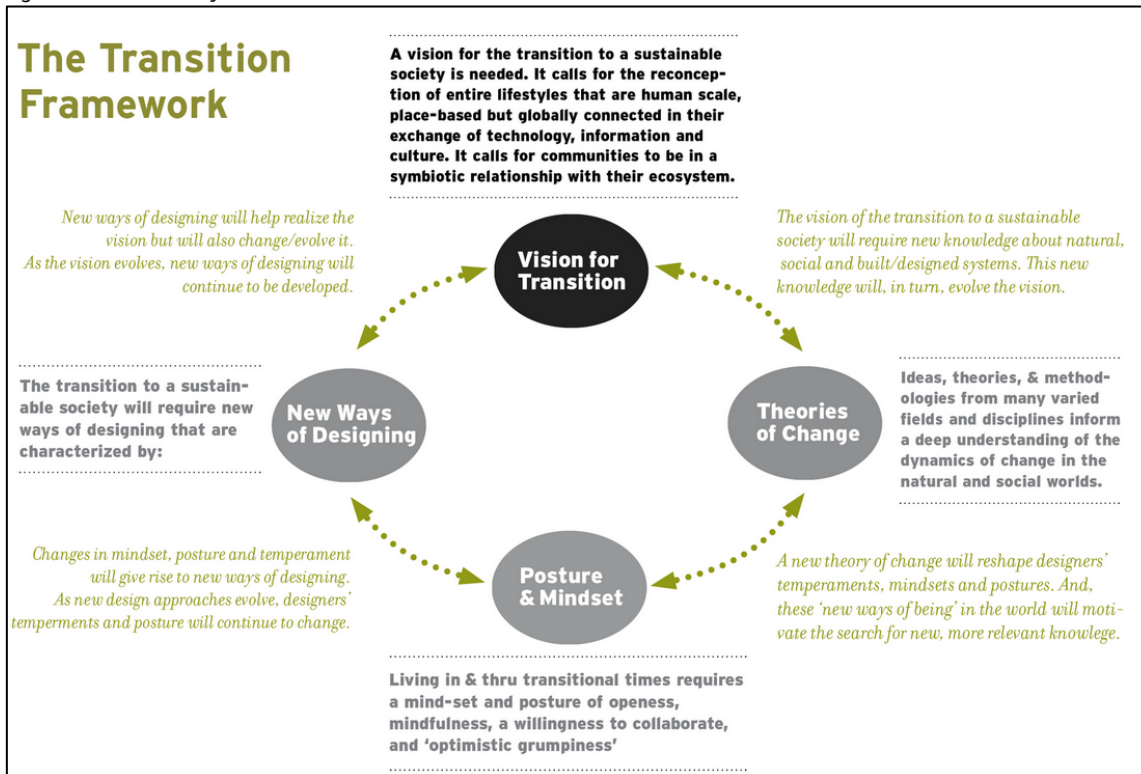 The Transition
Framework
A vision for the transition to a sustainable
society is needed. It calls for the reconcep-
tion of entire lifestyles that are human scale,
place-based but globally connected in their
exchange of technology, information and
culture. It calls for communities to be in a
symbiotic relationship with their ecosystem.
New ways of designing will help realize the
vision but will also change/evolve it.
As the vision evolves, new ways of designing will
continue to be developed.
Vision for
Transition
The vision of the transition to a sustainable
society will require new knowledge about natural,
social and built/designed systems. This new
knowledge will, in turn, evolve the vision.
The transition to a sustain-
able society will require new
ways of designing that are
characterized by:
New Ways
of Designing
Theories
of Change
Ideas, theories, & method-
ologies from many varied
fields and disciplines inform
a deep understanding of the
dynamics of change in the
natural and social worlds.
Changes in mindset, posture and temperament
will give rise to new ways of designing.
As new design approaches evolve, designers'
temperments and posture will continue to change.
Posture
& Mindset
A new theory of change will reshape designers'
temperaments, mindsets and postures. And,
these 'new ways of being' in the world will moti-
vate the search for new, more relevant knowlege.
Living in & thru transitional times requires
a mind-set and posture of openess,
mindfulness, a willingness to collaborate,
and 'optimistic grumpiness'